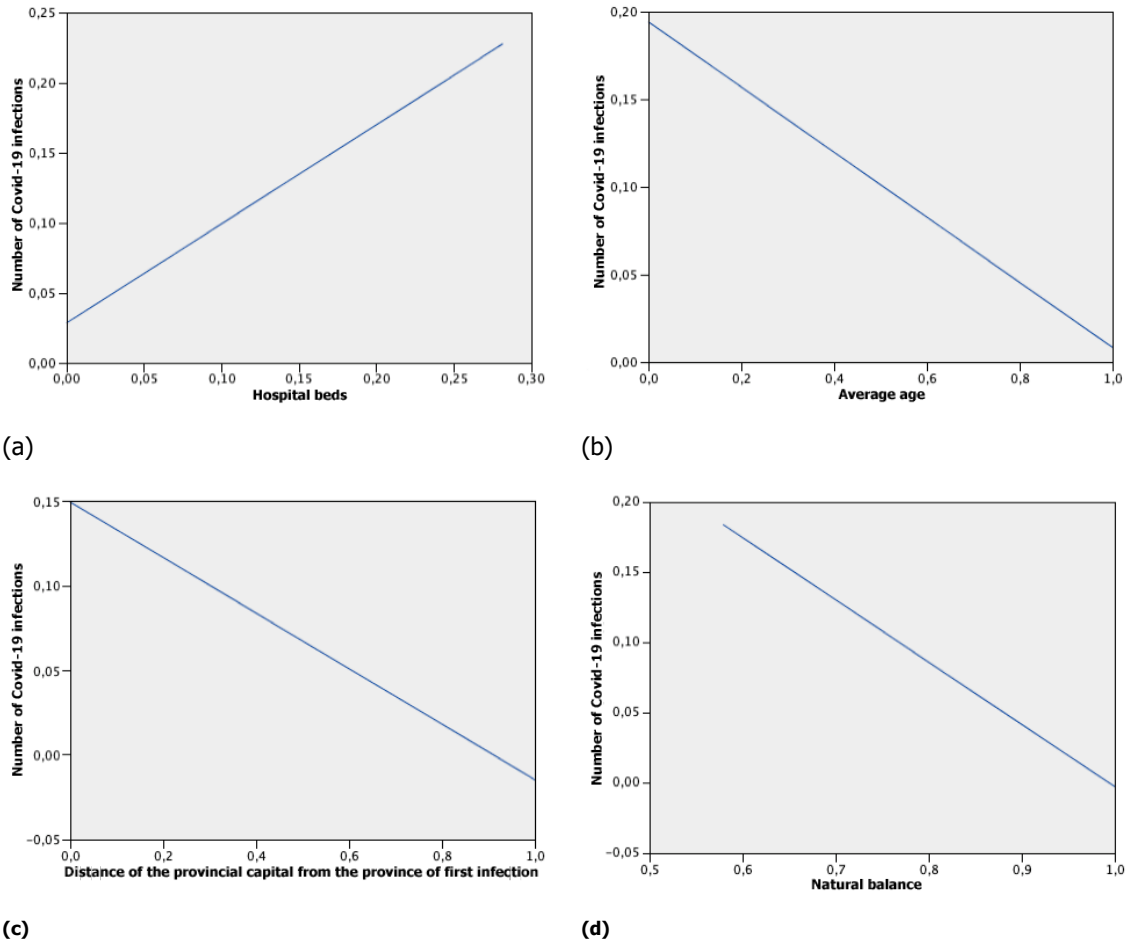 0,25
0,20
0,15
0,10
0,05
0,00
Number of Covid-19 infections
0,00 0,05 0,10 0,15 0,20 0,25 0,30
Hospital beds
(a)
0,20
0,15
0,10
0,05
0,00
Number of Covid-19 infections
0,0 0,2 0,4 0,6 0,8 1,0
Average age
(b)
0,15
0,10
0,05
0,00
–0,05
Number of Covid-19 infections
0,0 0,2 0,4 0,6 0,8 1,0
Distance of the provincial capital from the province of first infection
(c)
0,20
0,15
0,10
0,05
0,00
–0,05
Number of Covid-19 infections
0,5 0,6 0,7 0,8 0,9 1,0
Natural balance
(d)